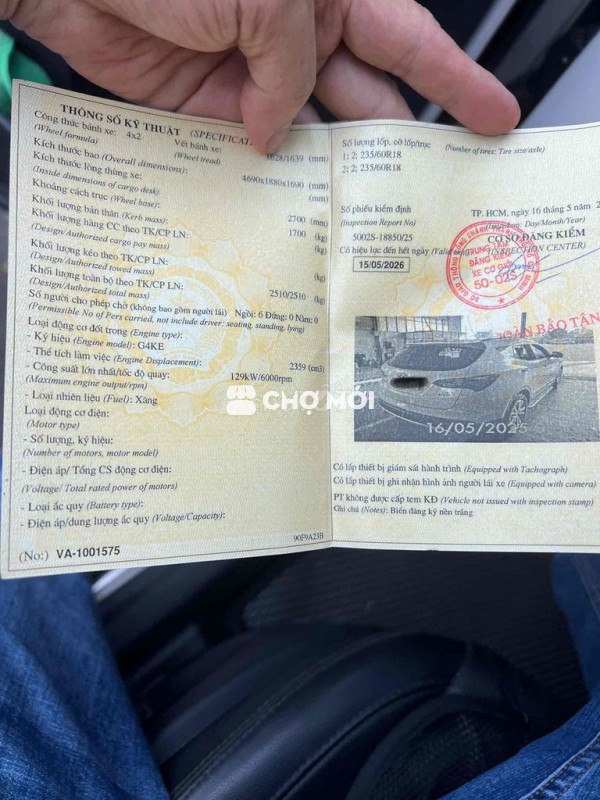 THÔNG SỐ KỸ THUẬT (SPECIFICAT
Công thức bánh xe: 4x2 Vết bánh xe: 1628/1639 (mm)
(Wheel formula) (Wheel tread)
Kích thước bao (Overall dimensions): 4690x1880x1690 (mm)
Kích thước lòng thùng xe: (mm)
(Inside dimensions of cargo desk)
Khoảng cách trục (Wheel base): 2700 (mm)
Khối lượng bản thân (Kerb mass): 1700 (kg)
Khối lượng hàng CC theo TK/CP LN:
(Design/Authorized cargo pay mass)
Khối lượng kéo theo TK/CP LN: (kg)
(Design/Authorized towed mass)
Khối lượng toàn bộ theo TK/CP LN: 2510/2510 (kg)
(Design/Authorized total mass)
Số người cho phép chở (không bao gồm người lái) Ngồi: 6 Đứng: 0 Nằm: 0
(Permissible No of Pers carried, not include driver: seating, standing, lying)
Loại động cơ đốt trong (Engine type):
- Ký hiệu (Engine model): G4KE
- Thể tích làm việc (Engine Displacement): 2359 (cm3)
- Công suất lớn nhất/tốc độ quay: 129kW/6000rpm
(Maximum engine output/rpm)
- Loại nhiên liệu (Fuel): Xăng
Loại động cơ điện:
(Motor type)
- Số lượng, ký hiệu:
(Number of motors, motor model)
- Điện áp/ Tổng CS động cơ điện:
(Voltage/ Total rated power of motors)
- Loại ắc quy (Battery type):
- Điện áp/dung lượng ắc quy (Voltage/Capacity):
90F9A23B
(No:) VA-1001575
Số lượng lốp, cỡ lốp/trục (Number of tires; Tire size/axle)
1: 2; 235/60R18
2: 2; 235/60R18
Số phiếu kiểm định TP. HCM, ngày 16 tháng 5 năm 2
(Inspection Report No) Day/Month/Year)
5002S-18850/25 CƠ SỞ ĐĂNG KIỂM
Có hiệu lực đến hết ngày (INSPECTION CENTER)
15/05/2026
TRUNG TÂM
ĐĂNG KIỂM
XE CƠ GIỚI
50-02S
ĐOÀN BẢO TÂN
16/05/2025
CHỢ MỚI
Có lắp thiết bị giám sát hành trình (Equipped with Tachograph)
Có lắp thiết bị ghi nhận hình ảnh người lái xe (Equipped with camera)
PT không được cấp tem KĐ (Vehicle not issued with inspection stamp)
Ghi chú (Notes): Biển đăng ký nền trắng